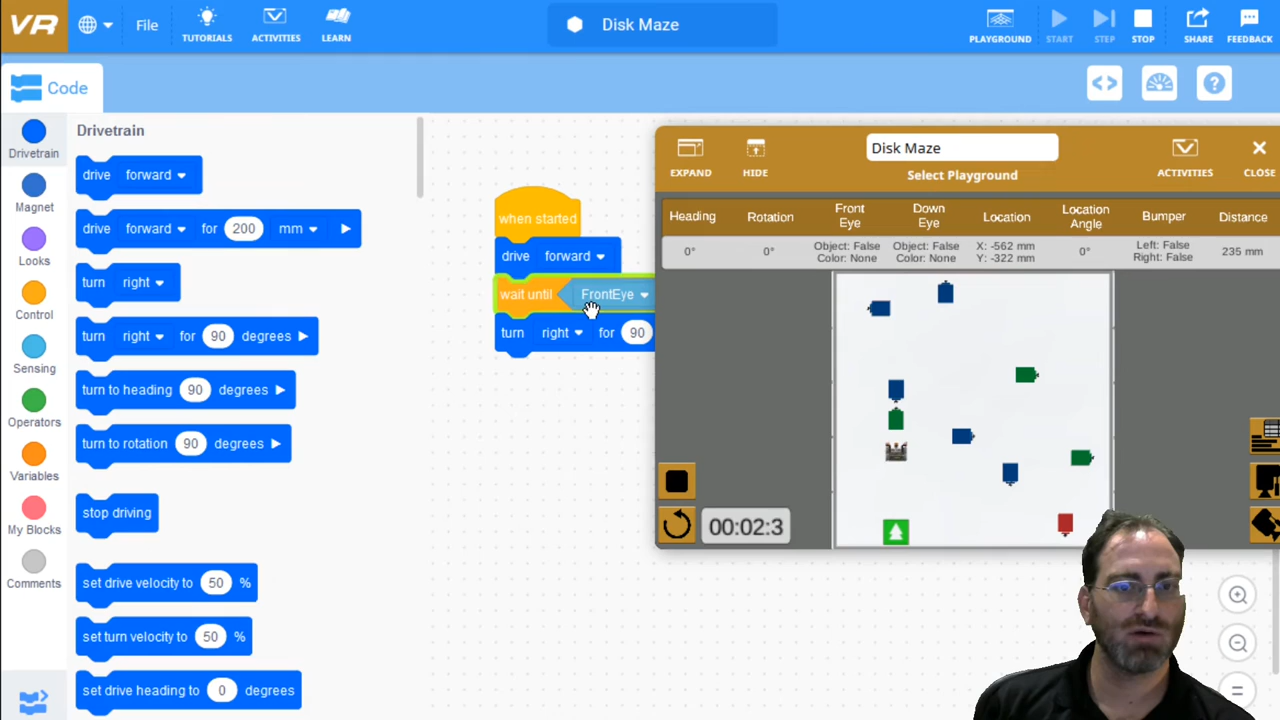 VR
File
TUTORIALS
ACTIVITIES
LEARN
Disk Maze
PLAYGROUND
START
STEP
STOP
SHARE
FEEDBACK
Code
Drivetrain
Magnet
Looks
Control
Sensing
Operators
Variables
My Blocks
Comments
Drivetrain
drive forward
drive forward for 200 mm
turn right
turn right for 90 degrees
turn to heading 90 degrees
turn to rotation 90 degrees
stop driving
set drive velocity to 50 %
set turn velocity to 50 %
set drive heading to 0 degrees
when started
drive forward
wait until FrontEye
turn right for 90
EXPAND
HIDE
Disk Maze
Select Playground
ACTIVITIES
CLOSE
Heading Rotation Front Eye Down Eye Location Location Angle Bumper Distance
0° 0° Object: False Object: False X: -562 mm 0° Left: False 235 mm
Color: None Color: None Y: -322 mm Right: False
00:02:3